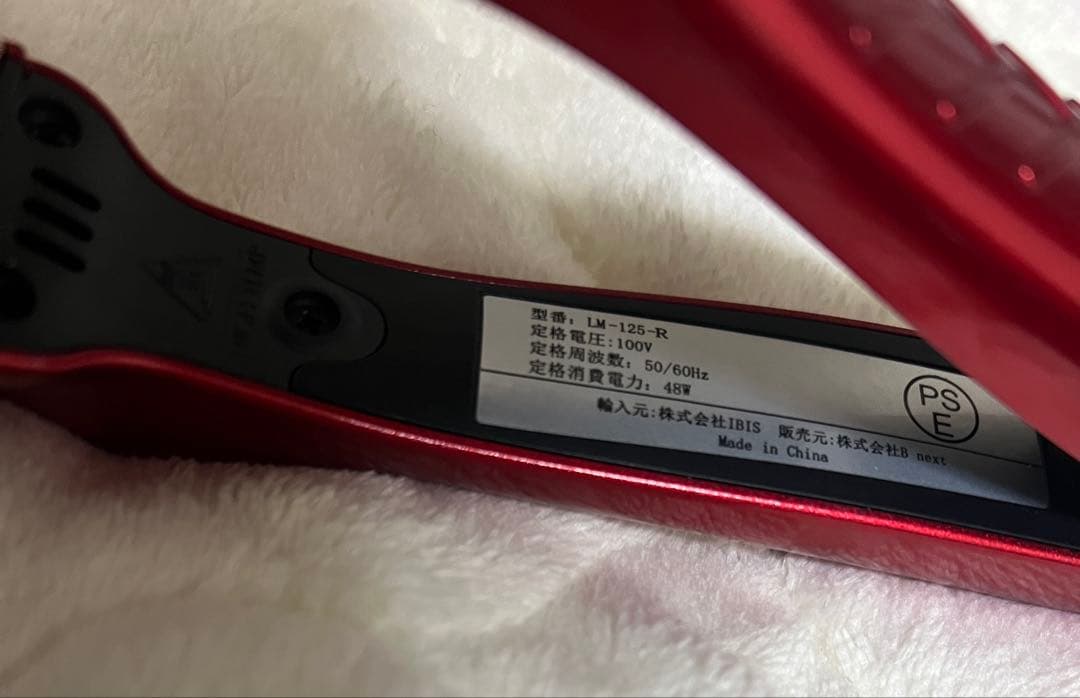 型番: LM-125-R
定格電圧:100V
定格周波数: 50/60Hz
定格消費電力: 48W
PS
E
輸入元:株式会社IBIS 販売元:株式会社B next
Made in China